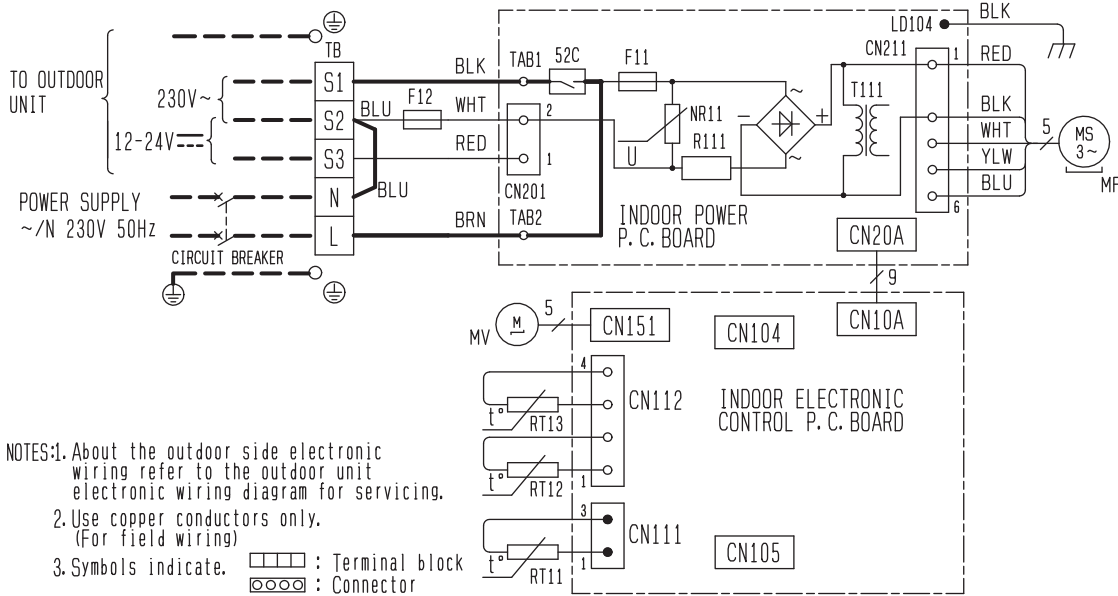 LD104
BLK
TB
TO OUTDOOR
UNIT
230V~
12-24V
S1
S2
S3
N
L
BLK
TAB1
52C
F11
CN211
1
RED
BLU
F12
WHT
2
NR11
U
R111
~
~
−
+
T111
BLK
WHT
YLW
BLU
5
MS
3~
MF
6
RED
1
CN201
BLU
POWER SUPPLY
~/N 230V 50Hz
CIRCUIT BREAKER
BRN
TAB2
INDOOR POWER
P.C.BOARD
CN20A
9
CN10A
MV
M
5
CN151
CN104
4
CN112
t°
RT13
t°
RT12
1
INDOOR ELECTRONIC
CONTROL P.C.BOARD
3
CN111
t°
RT11
1
CN105
NOTES:1. About the outdoor side electronic
wiring refer to the outdoor unit
electronic wiring diagram for servicing.
2. Use copper conductors only.
(For field wiring)
3. Symbols indicate.
: Terminal block
: Connector